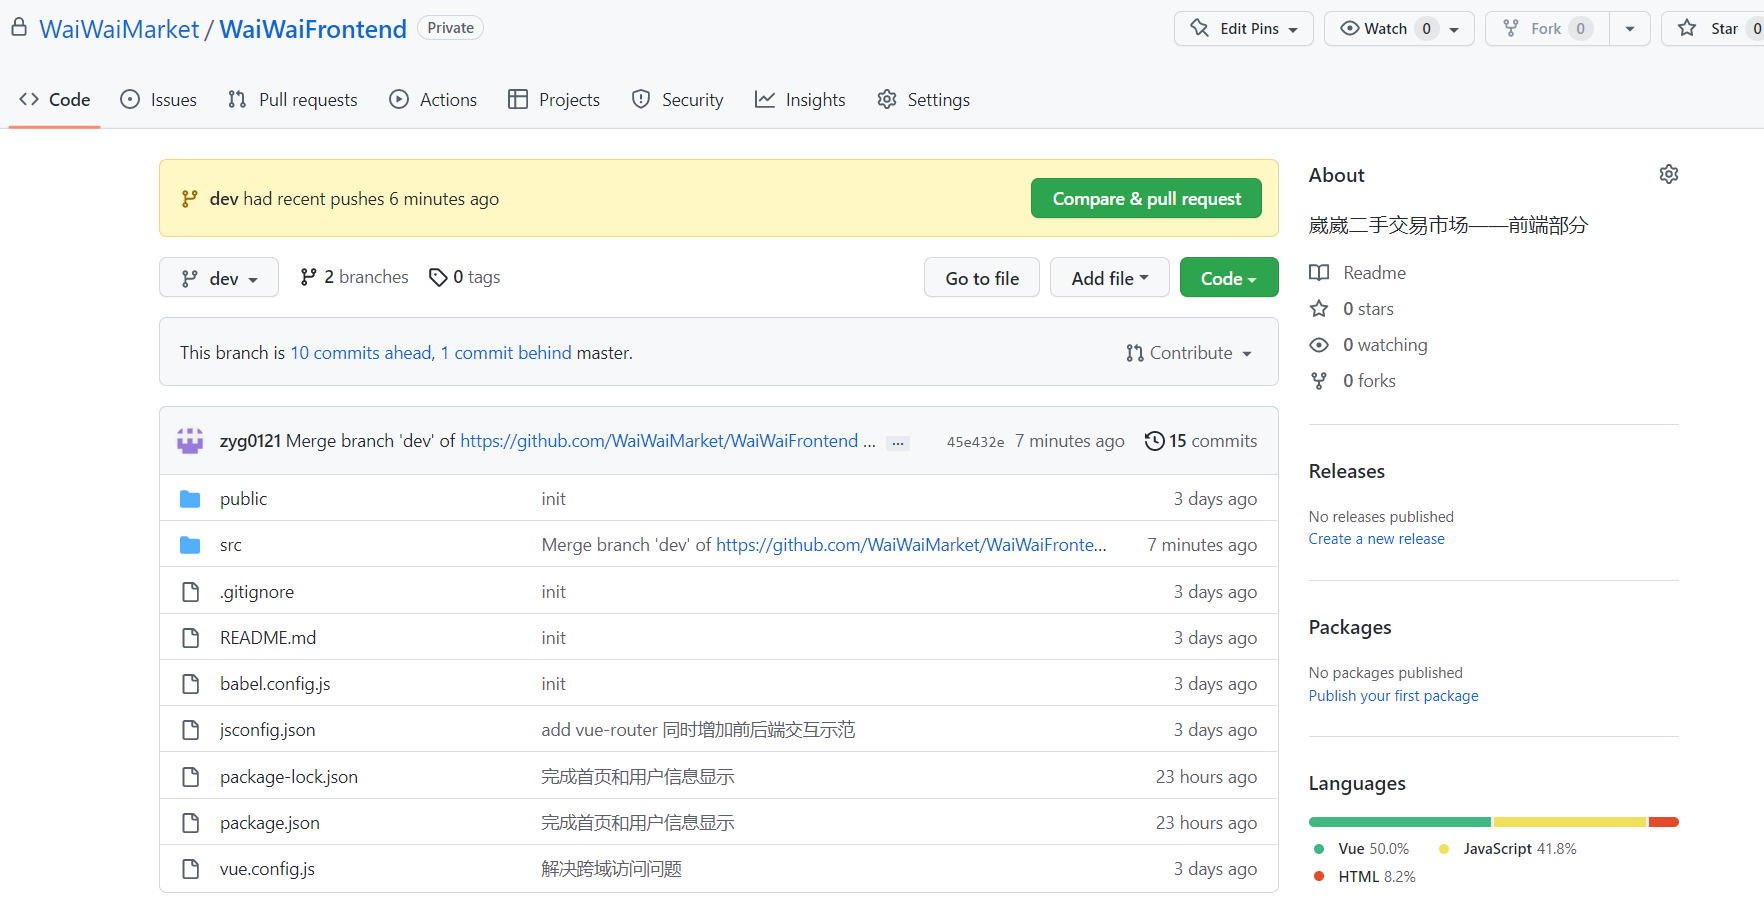 WaiWaiMarket / WaiWaiFrontend Private
Edit Pins Watch 0 Fork 0 Star 0
Code Issues Pull requests Actions Projects Security Insights Settings
dev had recent pushes 6 minutes ago Compare & pull request
dev 2 branches 0 tags Go to file Add file Code
This branch is 10 commits ahead, 1 commit behind master. Contribute
zyg0121 Merge branch 'dev' of https://github.com/WaiWaiMarket/WaiWaiFrontend ... ... 45e432e 7 minutes ago 15 commits
public init 3 days ago
src Merge branch 'dev' of https://github.com/WaiWaiMarket/WaiWaiFronte... 7 minutes ago
.gitignore init 3 days ago
README.md init 3 days ago
babel.config.js init 3 days ago
jsconfig.json add vue-router 同时增加前后端交互示范 3 days ago
package-lock.json 完成首页和用户信息显示 23 hours ago
package.json 完成首页和用户信息显示 23 hours ago
vue.config.js 解决跨域访问问题 3 days ago
About
崴崴二手交易市场——前端部分
Readme
0 stars
0 watching
0 forks
Releases
No releases published
Create a new release
Packages
No packages published
Publish your first package
Languages
Vue 50.0% JavaScript 41.8%
HTML 8.2%